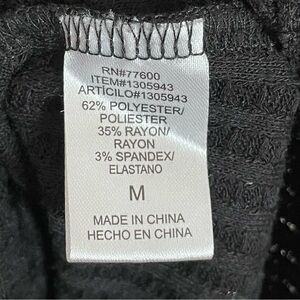 RN#77600
ITEM#1305943
ARTÍCILO#1305943
62% POLYESTER/
POLIESTER
35% RAYON/
RAYON
3% SPANDEX/
ELASTANO
M
MADE IN CHINA
HECHO EN CHINA